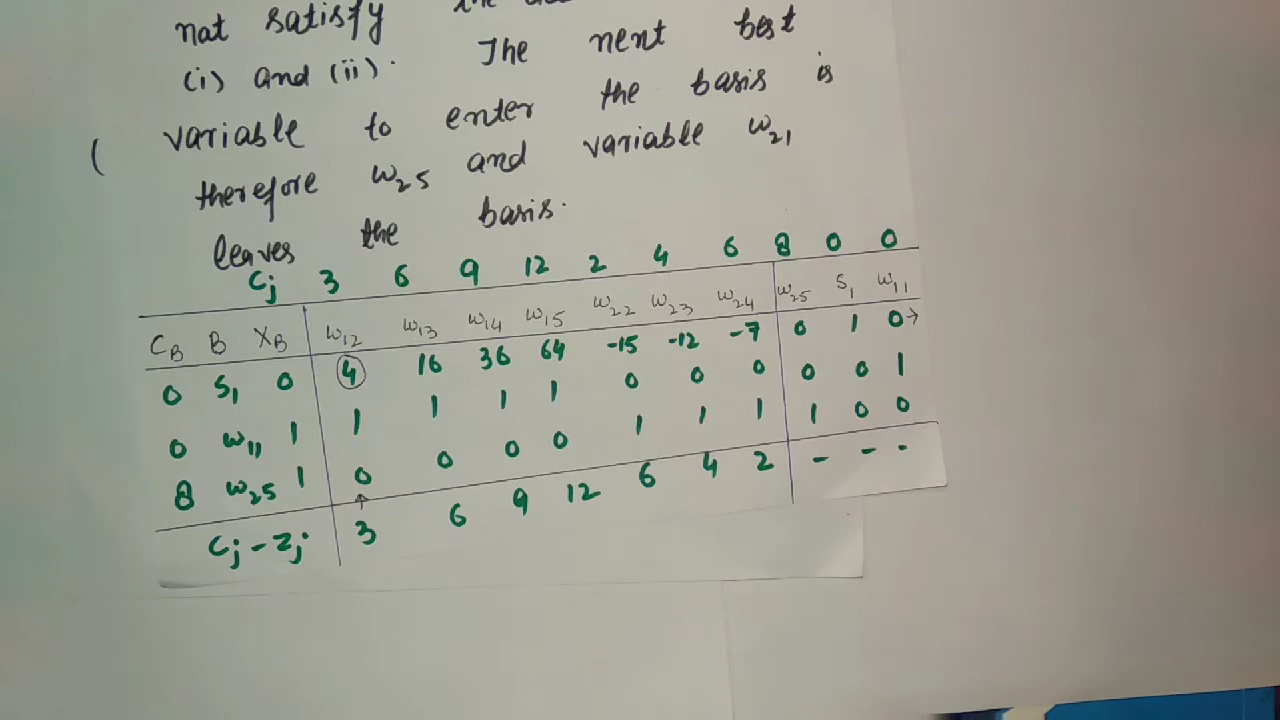 nat satisfy the
(i) and (ii). The nent best
variable to enter the basis is
therefore w25 and variable w21
leaves the basis.
Cj 3 6 9 12 2 4 6 8 0 0
CB B XB w12 w13 w14 w15 w22 w23 w24 w25 S1 w11
0 S1 0 4 16 36 64 -15 -12 -7 0 1 0→
0 w11 1 1 1 1 1 0 0 0 0 0 1
8 w25 1 0 0 0 0 1 1 1 1 0 0
Cj - Zj 3 6 9 12 6 4 2 - - -